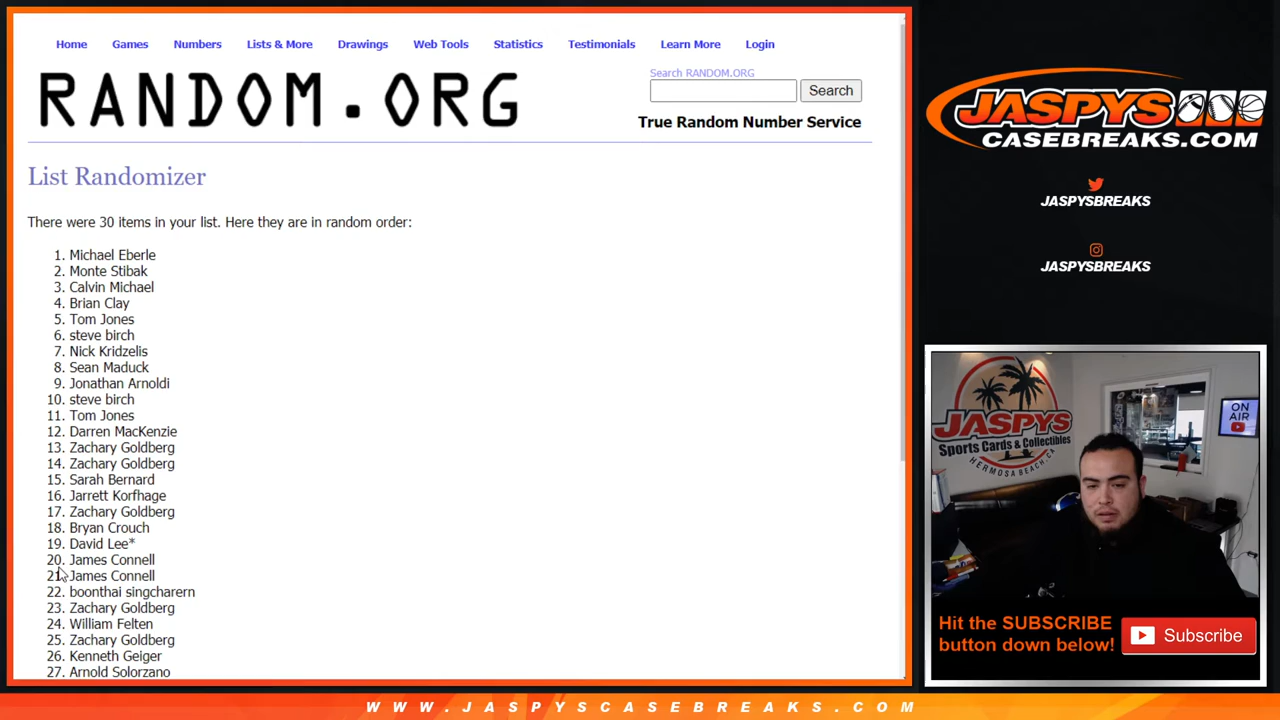 Home Games Numbers Lists & More Drawings Web Tools Statistics Testimonials Learn More Login
RANDOM.ORG
Search RANDOM.ORG
Search
True Random Number Service
List Randomizer
There were 30 items in your list. Here they are in random order:
1. Michael Eberle
2. Monte Stibak
3. Calvin Michael
4. Brian Clay
5. Tom Jones
6. steve birch
7. Nick Kridzelis
8. Sean Maduck
9. Jonathan Arnoldi
10. steve birch
11. Tom Jones
12. Darren MacKenzie
13. Zachary Goldberg
14. Zachary Goldberg
15. Sarah Bernard
16. Jarrett Korfhage
17. Zachary Goldberg
18. Bryan Crouch
19. David Lee*
20. James Connell
21. James Connell
22. boonthai singcharern
23. Zachary Goldberg
24. William Felten
25. Zachary Goldberg
26. Kenneth Geiger
27. Arnold Solorzano
JASPYS
CASEBREAKS.COM
JASPYSBREAKS
JASPYSBREAKS
JASPYS
Sports Cards & Collectibles
HERMOSA BEACH, CA
ON
AIR
Hit the SUBSCRIBE
button down below!
Subscribe
WWW.JASPYSCASEBREAKS.COM